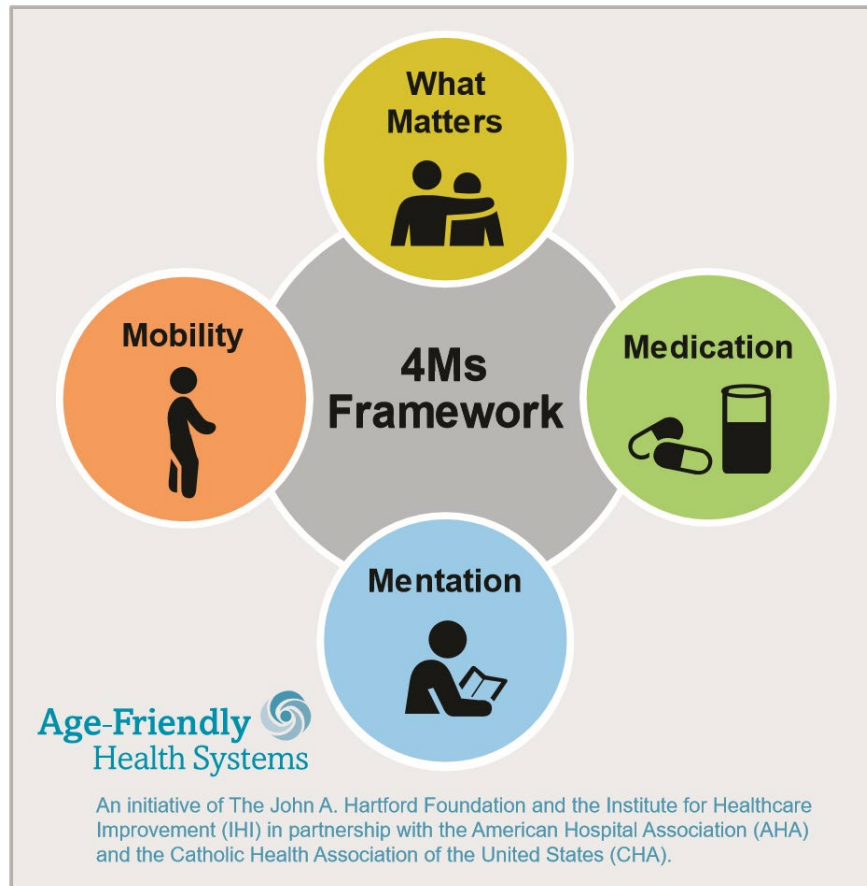 What
Matters
Mobility
4Ms
Framework
Medication
Mentation
Age-Friendly
Health Systems
An initiative of The John A. Hartford Foundation and the Institute for Healthcare
Improvement (IHI) in partnership with the American Hospital Association (AHA)
and the Catholic Health Association of the United States (CHA).